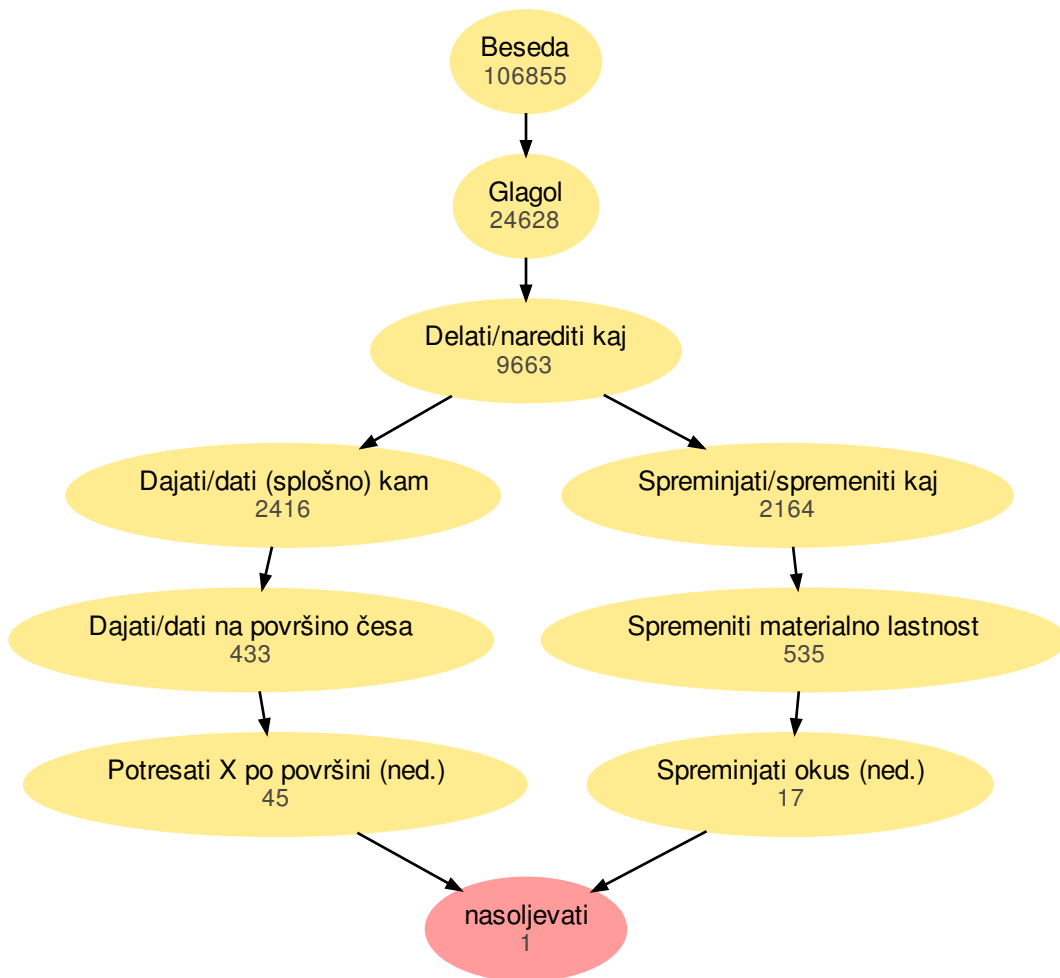 Beseda
106855
Glagol
24628
Delati/narediti kaj
9663
Dajati/dati (splošno) kam
2416
Spreminjati/spremeniti kaj
2164
Dajati/dati na površino česa
433
Spremeniti materialno lastnost
535
Potresati X po površini (ned.)
45
Spreminjati okus (ned.)
17
nasoljevati
1